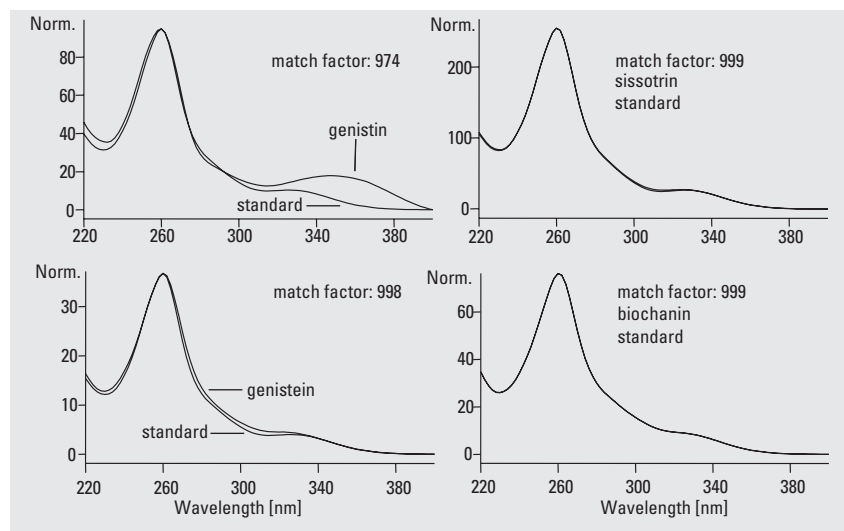 Norm.
80
60
40
20
0
220 260 300 340 380
match factor: 974
genistin
standard
Norm.
200
100
0
220 260 300 340 380
match factor: 999
sissotrin
standard
Norm.
30
20
10
0
220 260 300 340 380
Wavelength [nm]
match factor: 998
genistein
standard
Norm.
60
40
20
0
220 260 300 340 380
Wavelength [nm]
match factor: 999
biochanin
standard